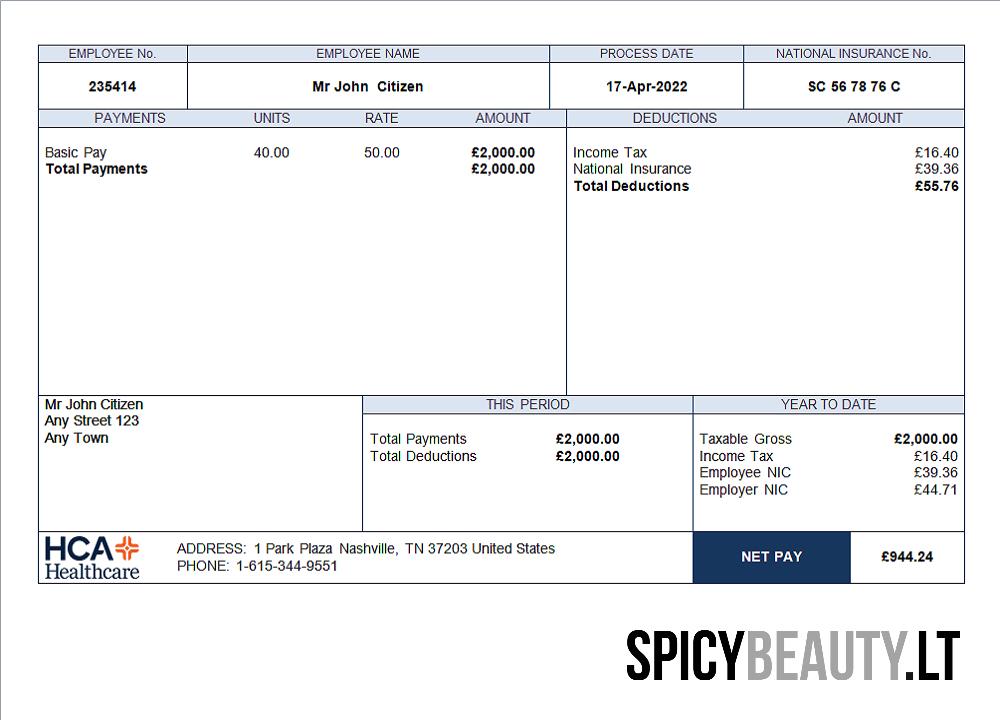 EMPLOYEE No. EMPLOYEE NAME PROCESS DATE NATIONAL INSURANCE No.
235414 Mr John Citizen 17-Apr-2022 SC 56 78 76 C
PAYMENTS UNITS RATE AMOUNT DEDUCTIONS AMOUNT
Basic Pay 40.00 50.00 £2,000.00 Income Tax £16.40
Total Payments £2,000.00 National Insurance £39.36
Total Deductions £55.76
Mr John Citizen THIS PERIOD YEAR TO DATE
Any Street 123
Any Town Total Payments £2,000.00 Taxable Gross £2,000.00
Total Deductions £2,000.00 Income Tax £16.40
Employee NIC £39.36
Employer NIC £44.71
HCA
Healthcare
ADDRESS: 1 Park Plaza Nashville, TN 37203 United States
PHONE: 1-615-344-9551
NET PAY £944.24
SPICYBEAUTY.LT